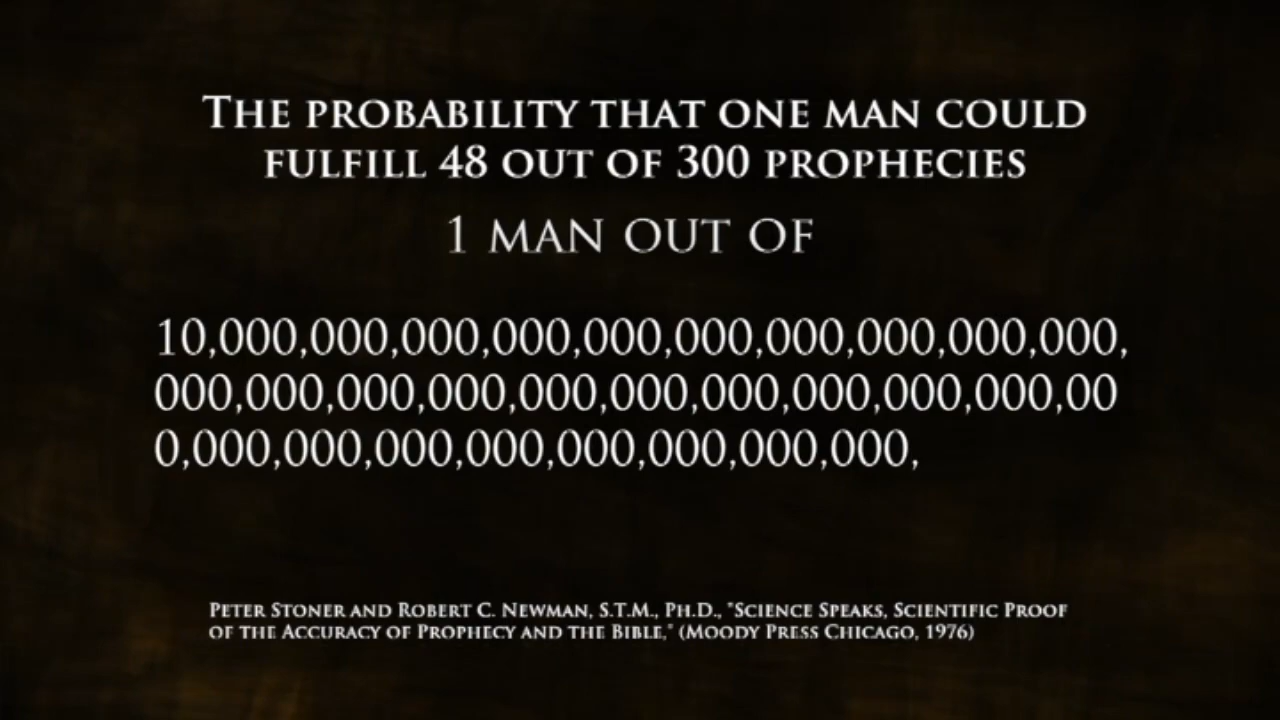 THE PROBABILITY THAT ONE MAN COULD
FULFILL 48 OUT OF 300 PROPHECIES
1 MAN OUT OF
10,000,000,000,000,000,000,000,000,000,000,
000,000,000,000,000,000,000,000,000,000,00
0,000,000,000,000,000,000,000,000,
PETER STONER AND ROBERT C. NEWMAN, S.T.M., PH.D., "SCIENCE SPEAKS, SCIENTIFIC PROOF
OF THE ACCURACY OF PROPHECY AND THE BIBLE," (MOODY PRESS CHICAGO, 1976)